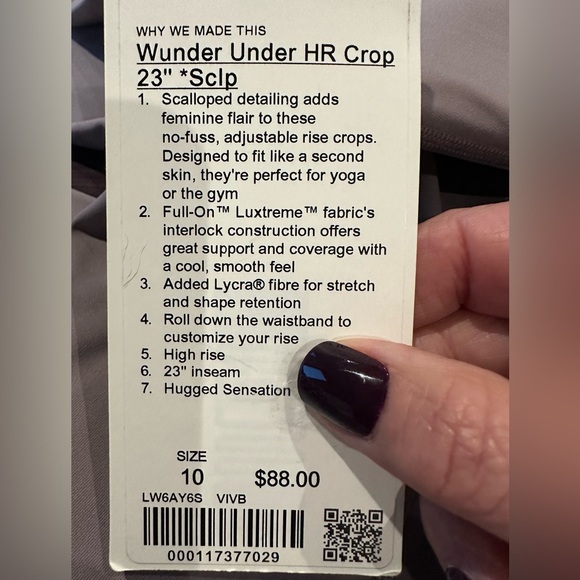 WHY WE MADE THIS
Wunder Under HR Crop
23" *Sclp
1. Scalloped detailing adds
feminine flair to these
no-fuss, adjustable rise crops.
Designed to fit like a second
skin, they're perfect for yoga
or the gym
2. Full-On™ Luxtreme™ fabric's
interlock construction offers
great support and coverage with
a cool, smooth feel
3. Added Lycra® fibre for stretch
and shape retention
4. Roll down the waistband to
customize your rise
5. High rise
6. 23" inseam
7. Hugged Sensation
SIZE
10 $88.00
LW6AY6S VIVB
000117377029